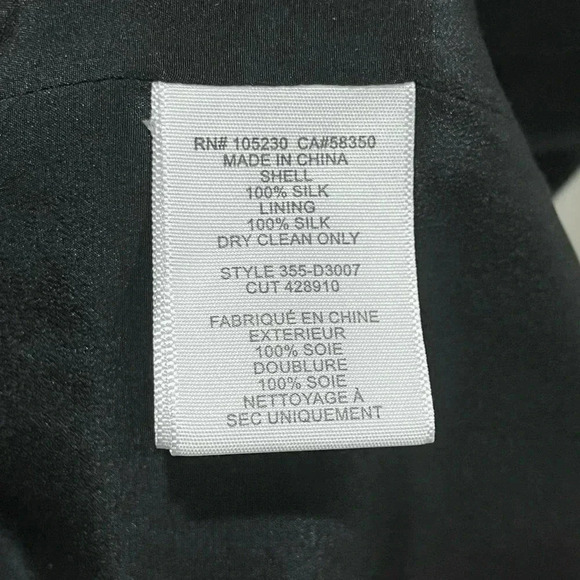 RN# 105230 CA#58350
MADE IN CHINA
SHELL
100% SILK
LINING
100% SILK
DRY CLEAN ONLY
STYLE 355-D3007
CUT 428910
FABRIQUÉ EN CHINE
EXTERIEUR
100% SOIE
DOUBLURE
100% SOIE
NETTOYAGE À
SEC UNIQUEMENT